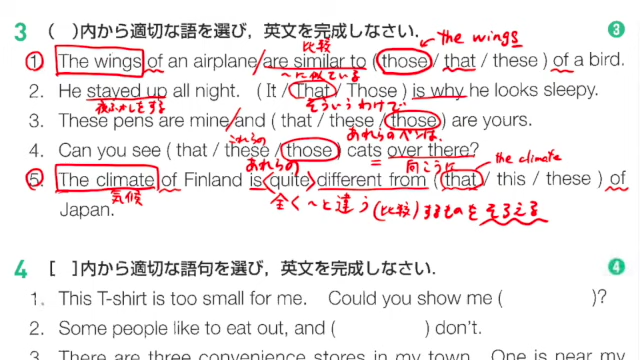 3 ( )内から適切な語を選び，英文を完成しなさい． 3
比較 the wings
1. The wings of an airplane / are similar to ( those / that / these ) of a bird.
〜に似ている
2. He stayed up all night. ( It / That / Those ) is why he looks sleepy.
夜ふかしをする そういうわけで
3. These pens are mine / and ( that / these / those ) are yours.
これらの あれらのペンは
4. Can you see ( that / these / those ) cats over there?
あれらの = 向こうに the climate
5. The climate of Finland is <quite> different from ( that / this / these ) of
気候 全く〜と違う (比較)するものをそろえる
Japan.
4 [ ]内から適切な語句を選び，英文を完成しなさい． 4
1. This T-shirt is too small for me. Could you show me ( )?
2. Some people like to eat out, and ( ) don't.
3. There are three convenience stores in my town. One is near my